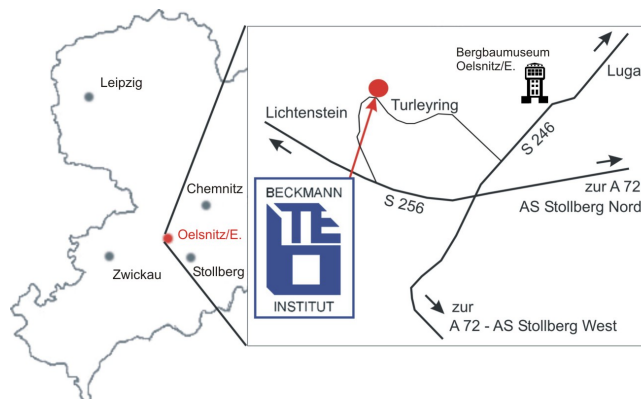 Leipzig
Chemnitz
Oelsnitz/E.
Zwickau
Stollberg
Bergbaumuseum
Oelsnitz/E.
Luga
Lichtenstein
Turleyring
S 246
S 256
zur A 72
AS Stollberg Nord
BECKMANN
TEO
INSTITUT
zur
A 72 - AS Stollberg West